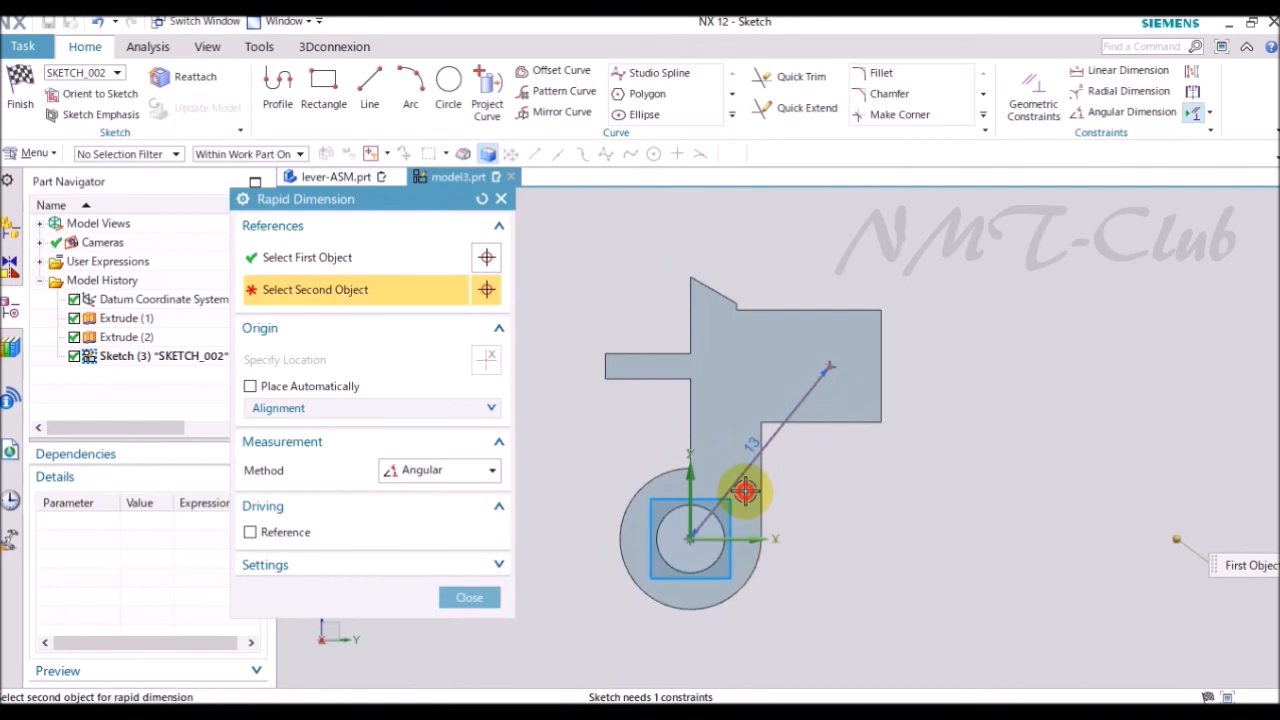 NX
Switch Window
Window
NX 12 - Sketch
SIEMENS
Task
Home
Analysis
View
Tools
3Dconnexion
Find a Command
Finish
SKETCH_002
Reattach
Orient to Sketch
Update Model
Sketch Emphasis
Sketch
Profile
Rectangle
Line
Arc
Circle
Project Curve
Offset Curve
Pattern Curve
Mirror Curve
Studio Spline
Polygon
Ellipse
Quick Trim
Quick Extend
Fillet
Chamfer
Make Corner
Curve
Geometric Constraints
Linear Dimension
Radial Dimension
Angular Dimension
Constraints
Menu
No Selection Filter
Within Work Part On
Part Navigator
lever-ASM.prt
model3.prt
Name
Model Views
Cameras
User Expressions
Model History
Datum Coordinate System
Extrude (1)
Extrude (2)
Sketch (3) "SKETCH_002"
Dependencies
Details
Parameter
Value
Expression
Preview
Rapid Dimension
References
Select First Object
Select Second Object
Origin
Specify Location
Place Automatically
Alignment
Measurement
Method
Angular
Driving
Reference
Settings
Close
NMT-Club
13
Y
X
First Objec
Y
elect second object for rapid dimension
Sketch needs 1 constraints